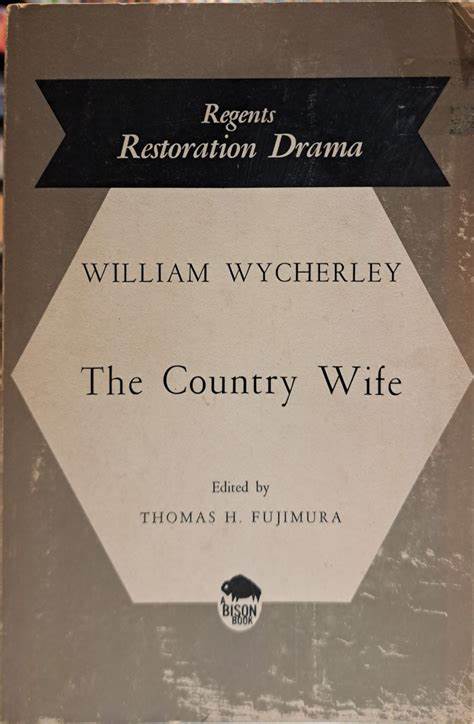 Regents
Restoration Drama
WILLIAM WYCHERLEY
The Country Wife
Edited by
THOMAS H. FUJIMURA
A
BISON
BOOK